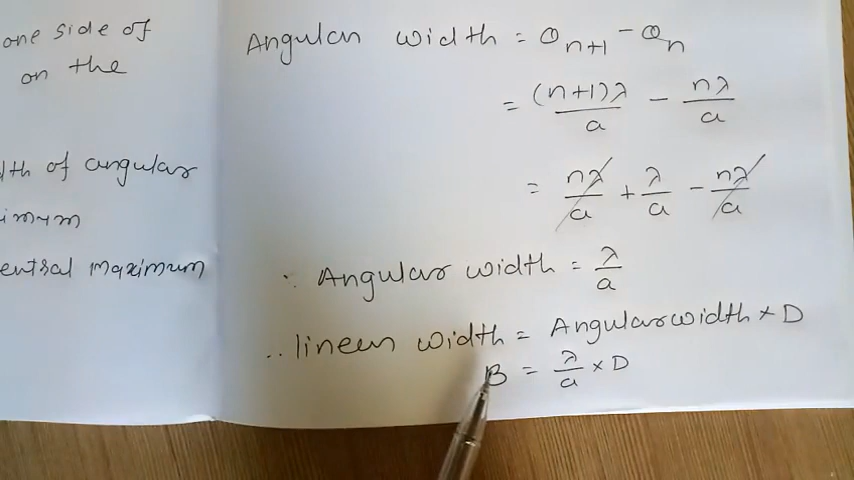 one side of
on the
lth of angular
imum
entral maximum
Angular width = θn+1 - θn
= (n+1)λ/a - nλ/a
= nλ/a + λ/a - nλ/a
∴ Angular width = λ/a
∴ linear width = Angular width × D
β = λ/a × D